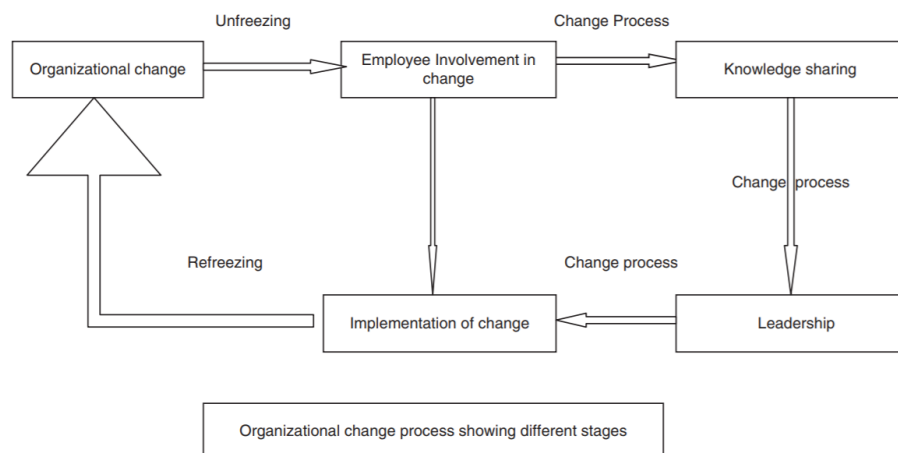 Unfreezing
Change Process
Organizational change
Employee Involvement in
change
Knowledge sharing
Change process
Refreezing
Change process
Implementation of change
Leadership
Organizational change process showing different stages